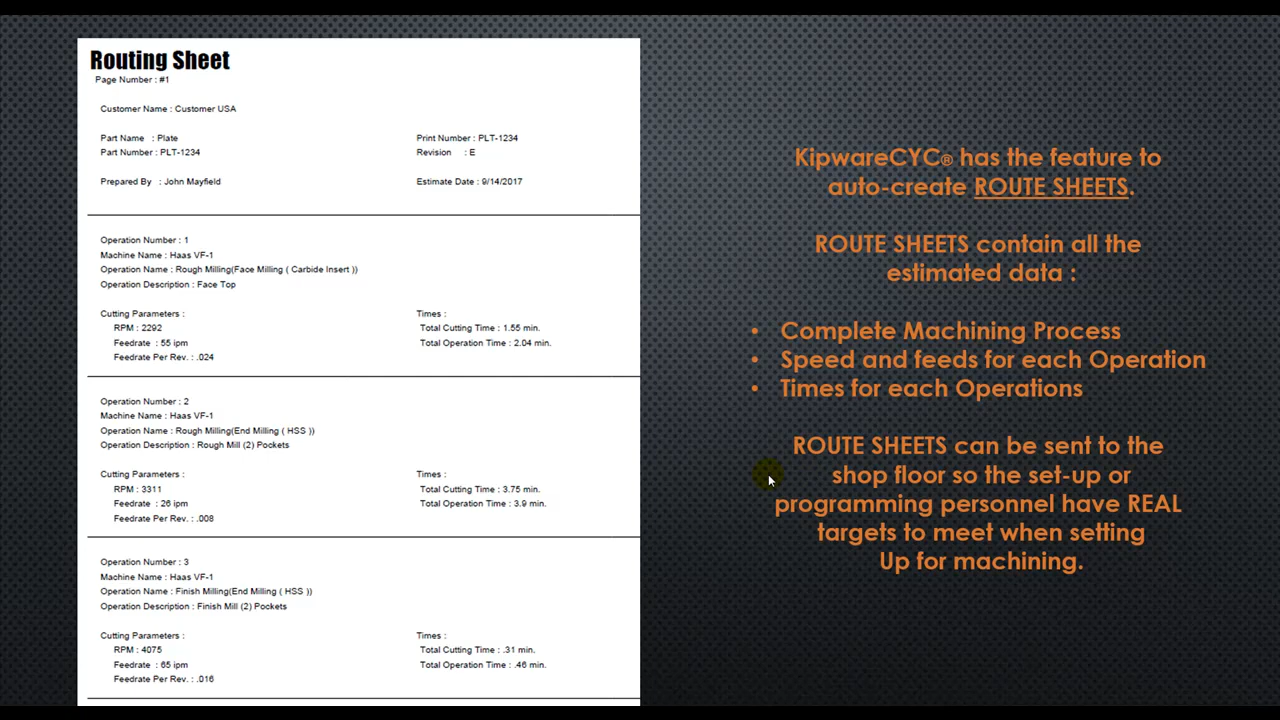 Routing Sheet
Page Number : #1
Customer Name : Customer USA
Part Name : Plate
Print Number : PLT-1234
Part Number : PLT-1234
Revision : E
Prepared By : John Mayfield
Estimate Date : 9/14/2017
Operation Number : 1
Machine Name : Haas VF-1
Operation Name : Rough Milling(Face Milling ( Carbide Insert ))
Operation Description : Face Top
Cutting Parameters :
Times :
RPM : 2292
Total Cutting Time : 1.55 min.
Feedrate : 55 ipm
Total Operation Time : 2.04 min.
Feedrate Per Rev. : .024
Operation Number : 2
Machine Name : Haas VF-1
Operation Name : Rough Milling(End Milling ( HSS ))
Operation Description : Rough Mill (2) Pockets
Cutting Parameters :
Times :
RPM : 3311
Total Cutting Time : 3.75 min.
Feedrate : 26 ipm
Total Operation Time : 3.9 min.
Feedrate Per Rev. : .008
Operation Number : 3
Machine Name : Haas VF-1
Operation Name : Finish Milling(End Milling ( HSS ))
Operation Description : Finish Mill (2) Pockets
Cutting Parameters :
Times :
RPM : 4075
Total Cutting Time : .31 min.
Feedrate : 65 ipm
Total Operation Time : .46 min.
Feedrate Per Rev. : .016
KipwareCYC® has the feature to
auto-create ROUTE SHEETS.
ROUTE SHEETS contain all the
estimated data :
• Complete Machining Process
• Speed and feeds for each Operation
• Times for each Operations
ROUTE SHEETS can be sent to the
shop floor so the set-up or
programming personnel have REAL
targets to meet when setting
Up for machining.